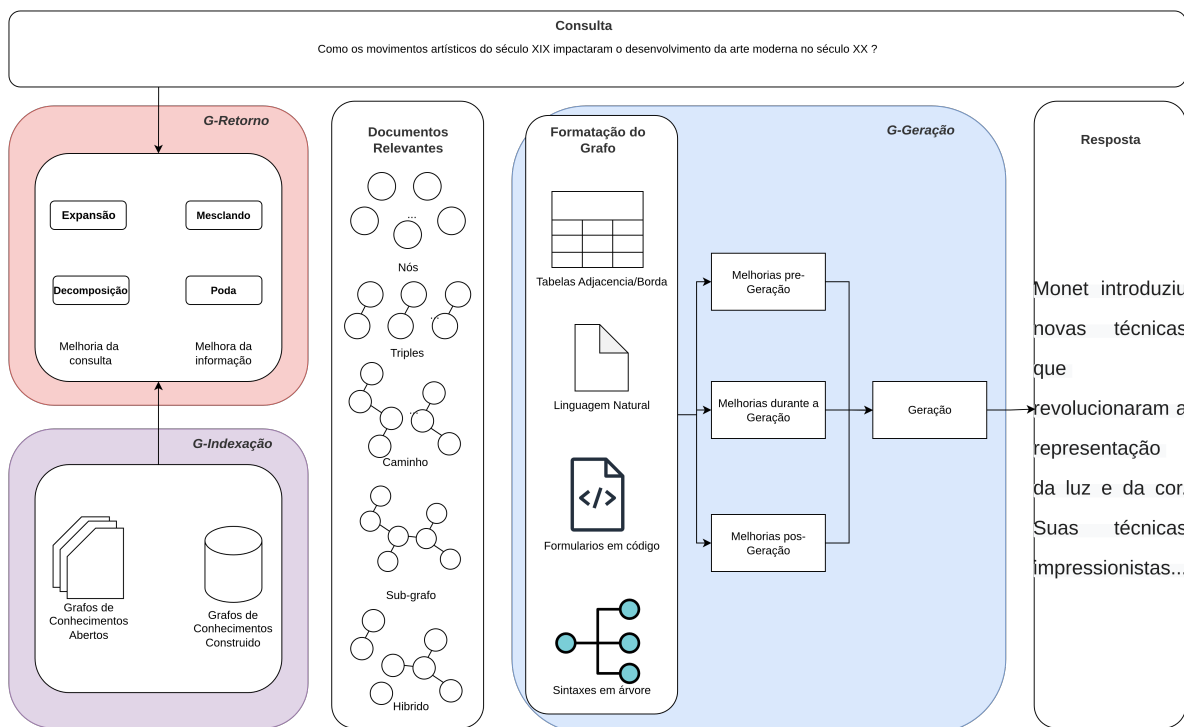 Consulta
Como os movimentos artísticos do século XIX impactaram o desenvolvimento da arte moderna no século XX ?
G-Retorno
Expansão
Mesclando
Decomposição
Poda
Melhoria da
consulta
Melhora da
informação
G-Indexação
Grafos de
Conhecimentos
Abertos
Grafos de
Conhecimentos
Construido
Documentos
Relevantes
...
Nós
...
Triples
...
Caminho
Sub-grafo
Hibrido
Formatação do
Grafo
Tabelas Adjacencia/Borda
Linguagem Natural
Formularios em código
Sintaxes em árvore
G-Geração
Melhorias pre-
Geração
Melhorias durante a
Geração
Melhorias pos-
Geração
Geração
Resposta
Monet introduziu
novas técnicas
que
revolucionaram a
representação
da luz e da cor.
Suas técnicas
impressionistas...